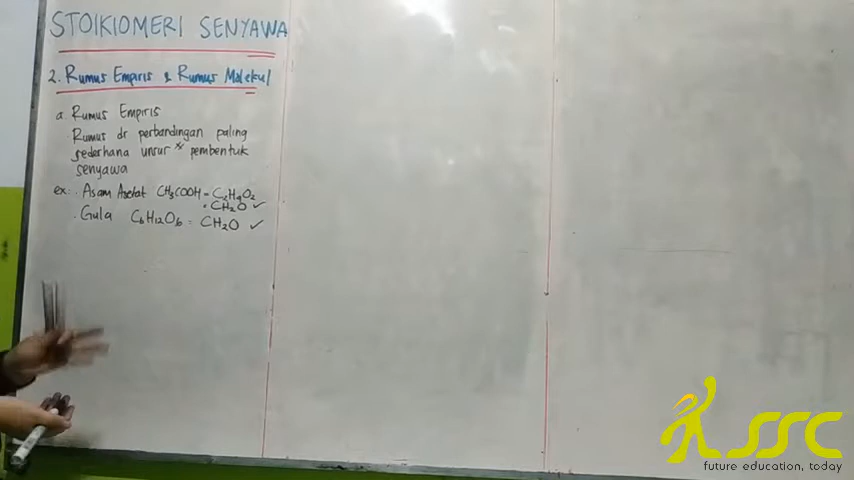 STOIKIOMERI SENYAWA
2. Rumus Empiris & Rumus Molekul
a. Rumus Empiris
Rumus dr perbandingan paling
sederhana unsur" pembentuk
senyawa
ex: . Asam Asetat CH3COOH = C2H4O2
= CH2O ✓
. Gula C6H12O6 = CH2O ✓
SSC
future education, today